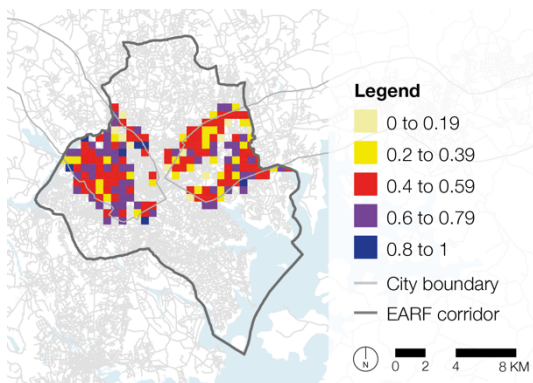 Legend
0 to 0.19
0.2 to 0.39
0.4 to 0.59
0.6 to 0.79
0.8 to 1
City boundary
EARF corridor
N
0 2 4 8 KM